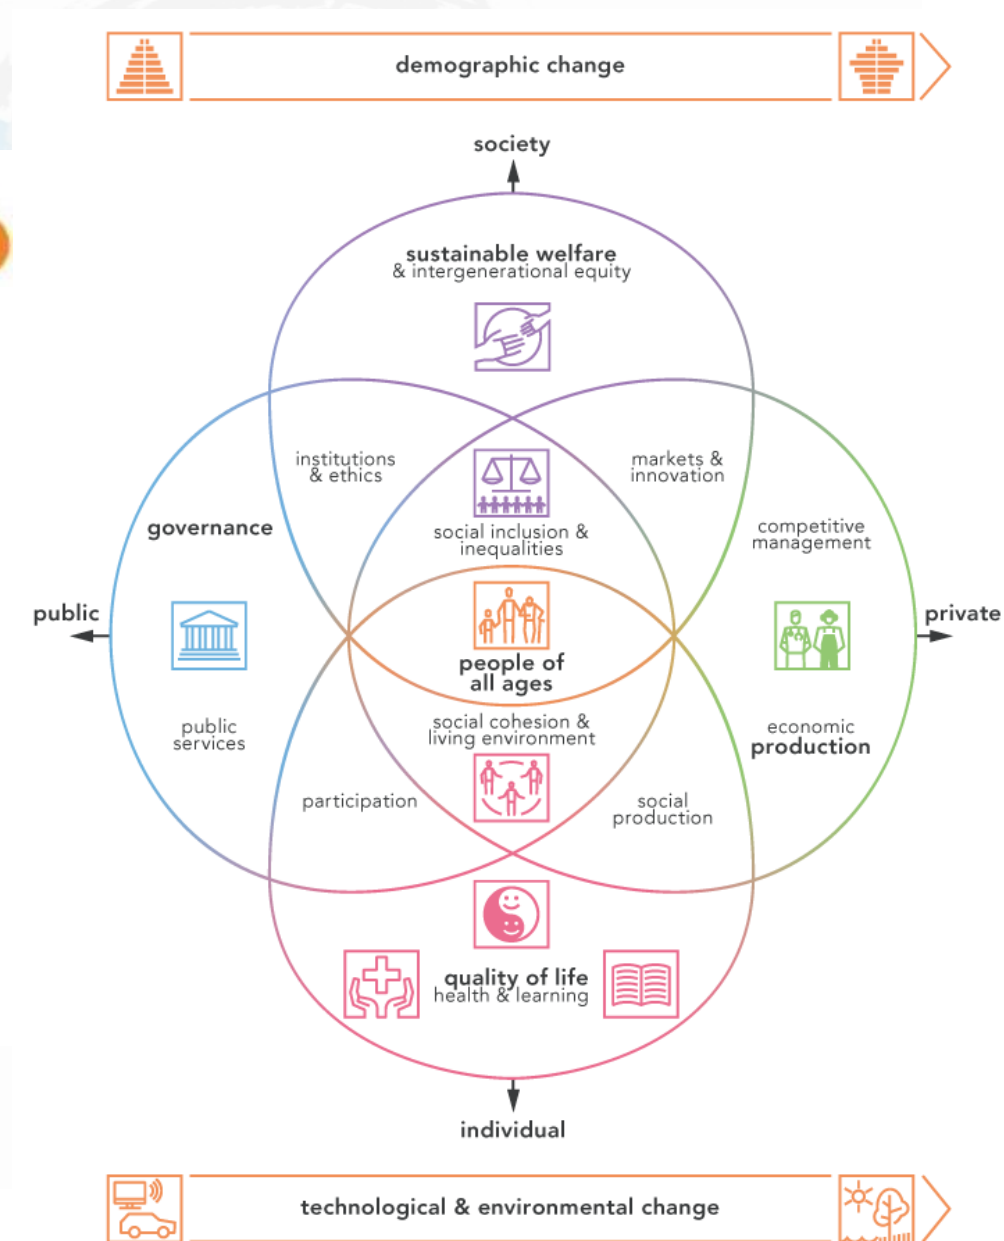 demographic change
society
sustainable welfare
& intergenerational equity
institutions
& ethics
markets &
innovation
governance
social inclusion &
inequalities
competitive
management
public
private
people of
all ages
public
services
social cohesion &
living environment
economic
production
participation
social
production
quality of life
health & learning
individual
technological & environmental change